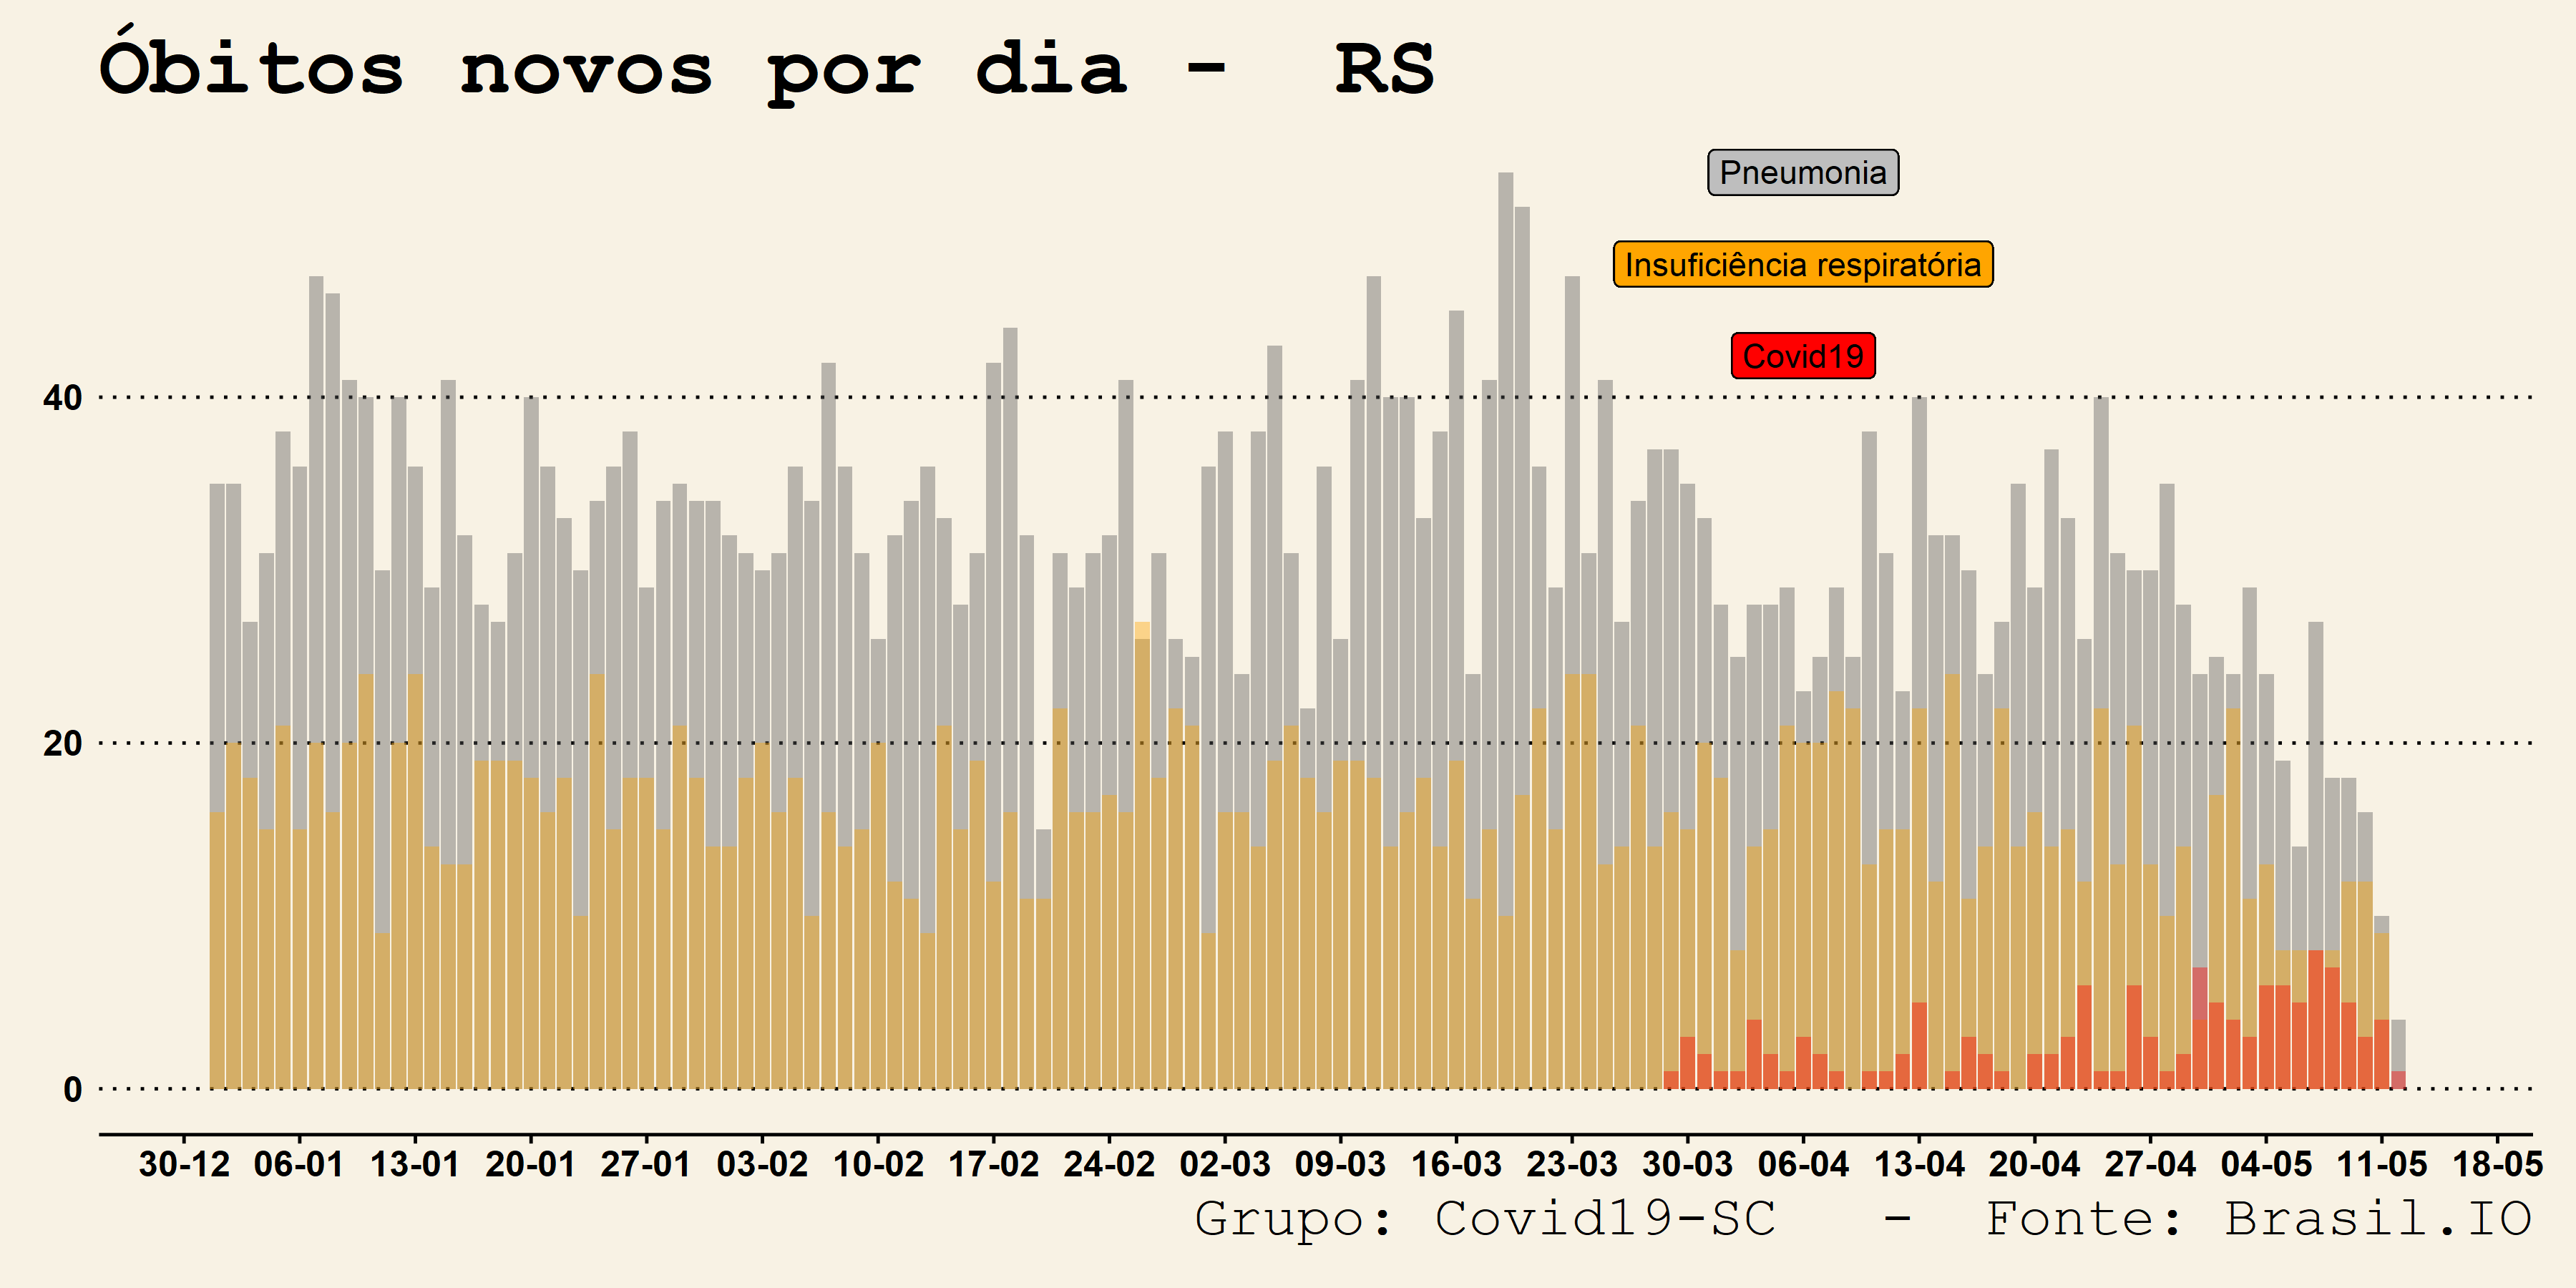 Óbitos novos por dia -  RS
Pneumonia
Insuficiência respiratória
Covid19
40
20
0
30-12 06-01 13-01 20-01 27-01 03-02 10-02 17-02 24-02 02-03 09-03 16-03 23-03 30-03 06-04 13-04 20-04 27-04 04-05 11-05 18-05
Grupo: Covid19-SC  -  Fonte: Brasil.IO